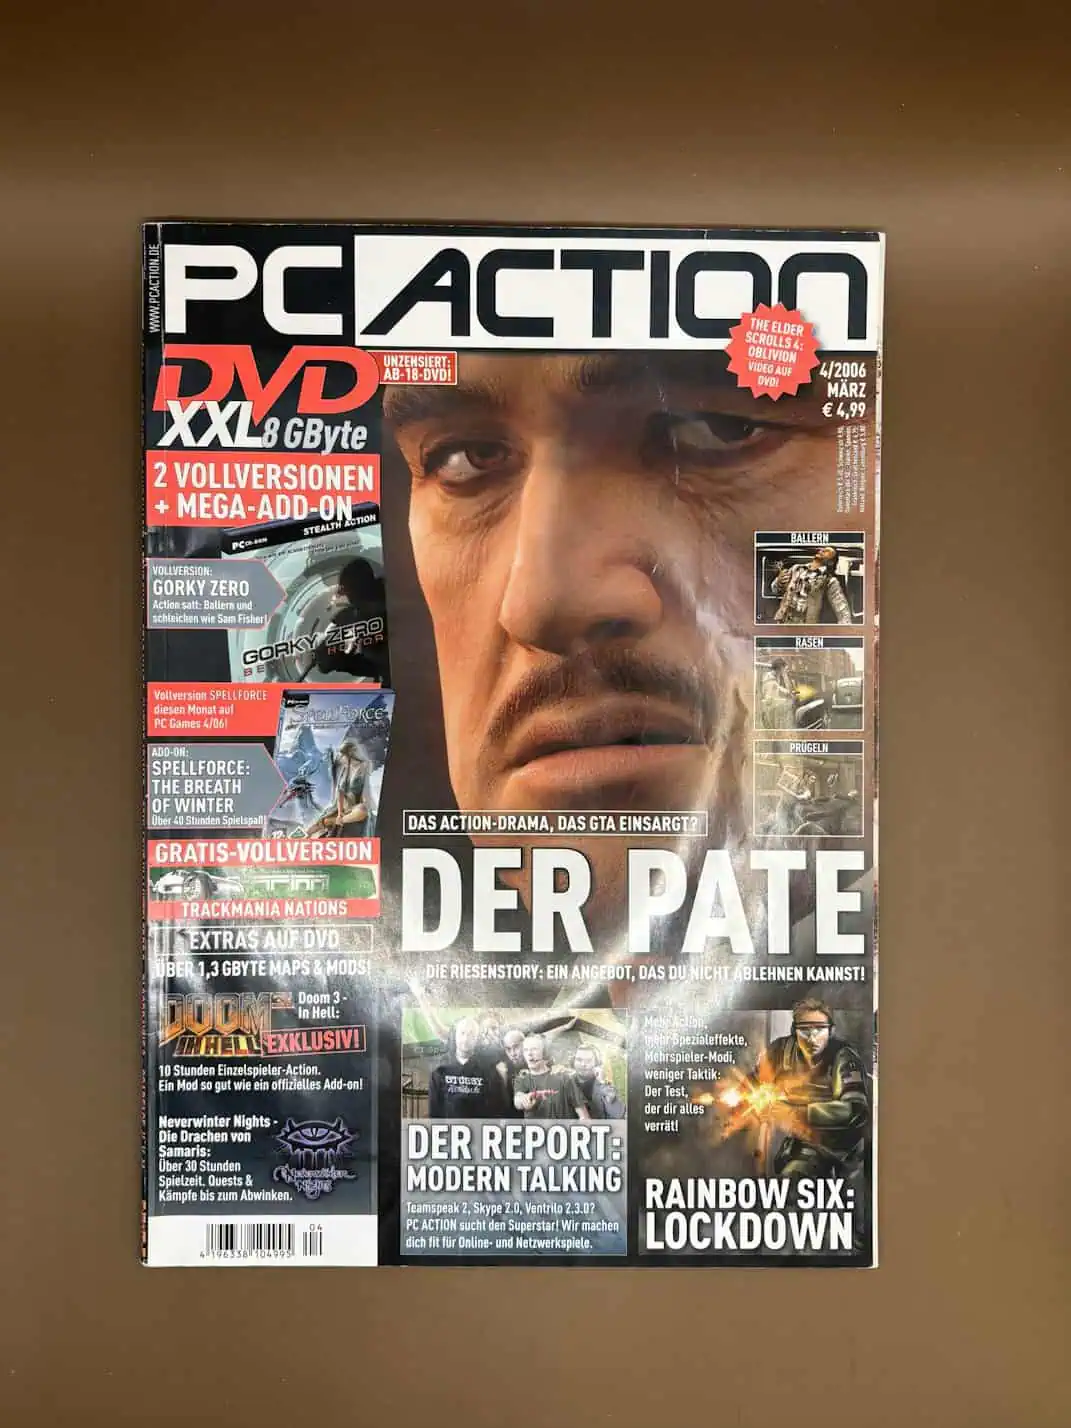 WWW.PCACTION.DE
PC ACTION
DVD
XXL 8 GByte
UNZENSIERT:
AB-18-DVD!
THE ELDER
SCROLLS 4:
OBLIVION
VIDEO AUF
DVD!
4/2006
MÄRZ
€ 4,99
2 VOLLVERSIONEN
+ MEGA-ADD-ON
STEALTH ACTION
VOLLVERSION:
GORKY ZERO
Action satt: Ballern und
schleichen wie Sam Fisher!
GORKY ZERO
Vollversion SPELLFORCE
diesen Monat auf
PC Games 4/06!
SPELLFORCE
ADD-ON:
SPELLFORCE:
THE BREATH
OF WINTER
Über 40 Stunden Spielspaß!
GRATIS-VOLLVERSION
TRACKMANIA NATIONS
EXTRAS AUF DVD
ÜBER 1,3 GBYTE MAPS & MODS!
DOOM
IN HELL
Doom 3 -
In Hell:
EXKLUSIV!
10 Stunden Einzelspieler-Action.
Ein Mod so gut wie ein offizielles Add-on!
Neverwinter Nights -
Die Drachen von
Samaris:
Über 30 Stunden
Spielzeit, Quests &
Kämpfe bis zum Abwinken.
Neverwinter
Nights
04
4 196338 104995
BALLERN
RASEN
PRÜGELN
DAS ACTION-DRAMA, DAS GTA EINSARGT?
DER PATE
DIE RIESENSTORY: EIN ANGEBOT, DAS DU NICHT ABLEHNEN KANNST!
DER REPORT:
MODERN TALKING
Teamspeak 2, Skype 2.0, Ventrilo 2.3.0?
PC ACTION sucht den Superstar! Wir machen
dich fit für Online- und Netzwerkspiele.
Mehr Action,
mehr Spezialeffekte,
Mehrspieler-Modi,
weniger Taktik:
Der Test,
der dir alles
verrät!
RAINBOW SIX:
LOCKDOWN